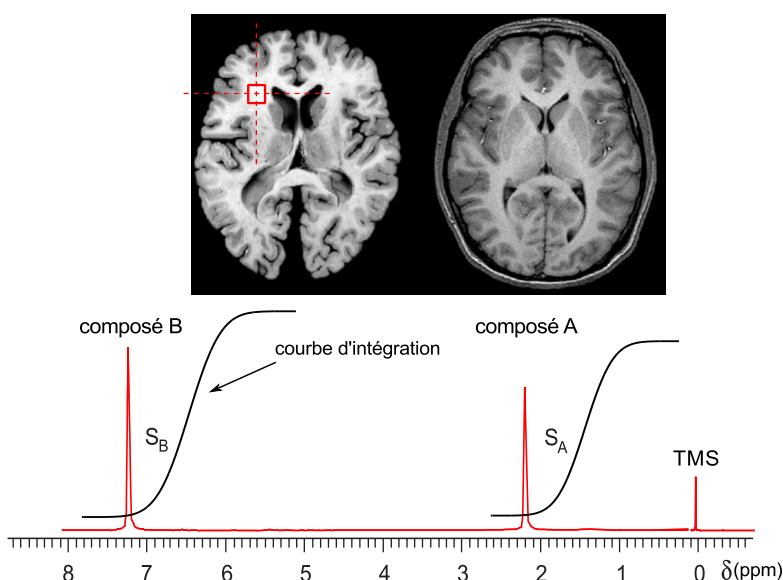 composé B
composé A
courbe d'intégration
S_B
S_A
TMS
8 7 6 5 4 3 2 1 0 δ(ppm)